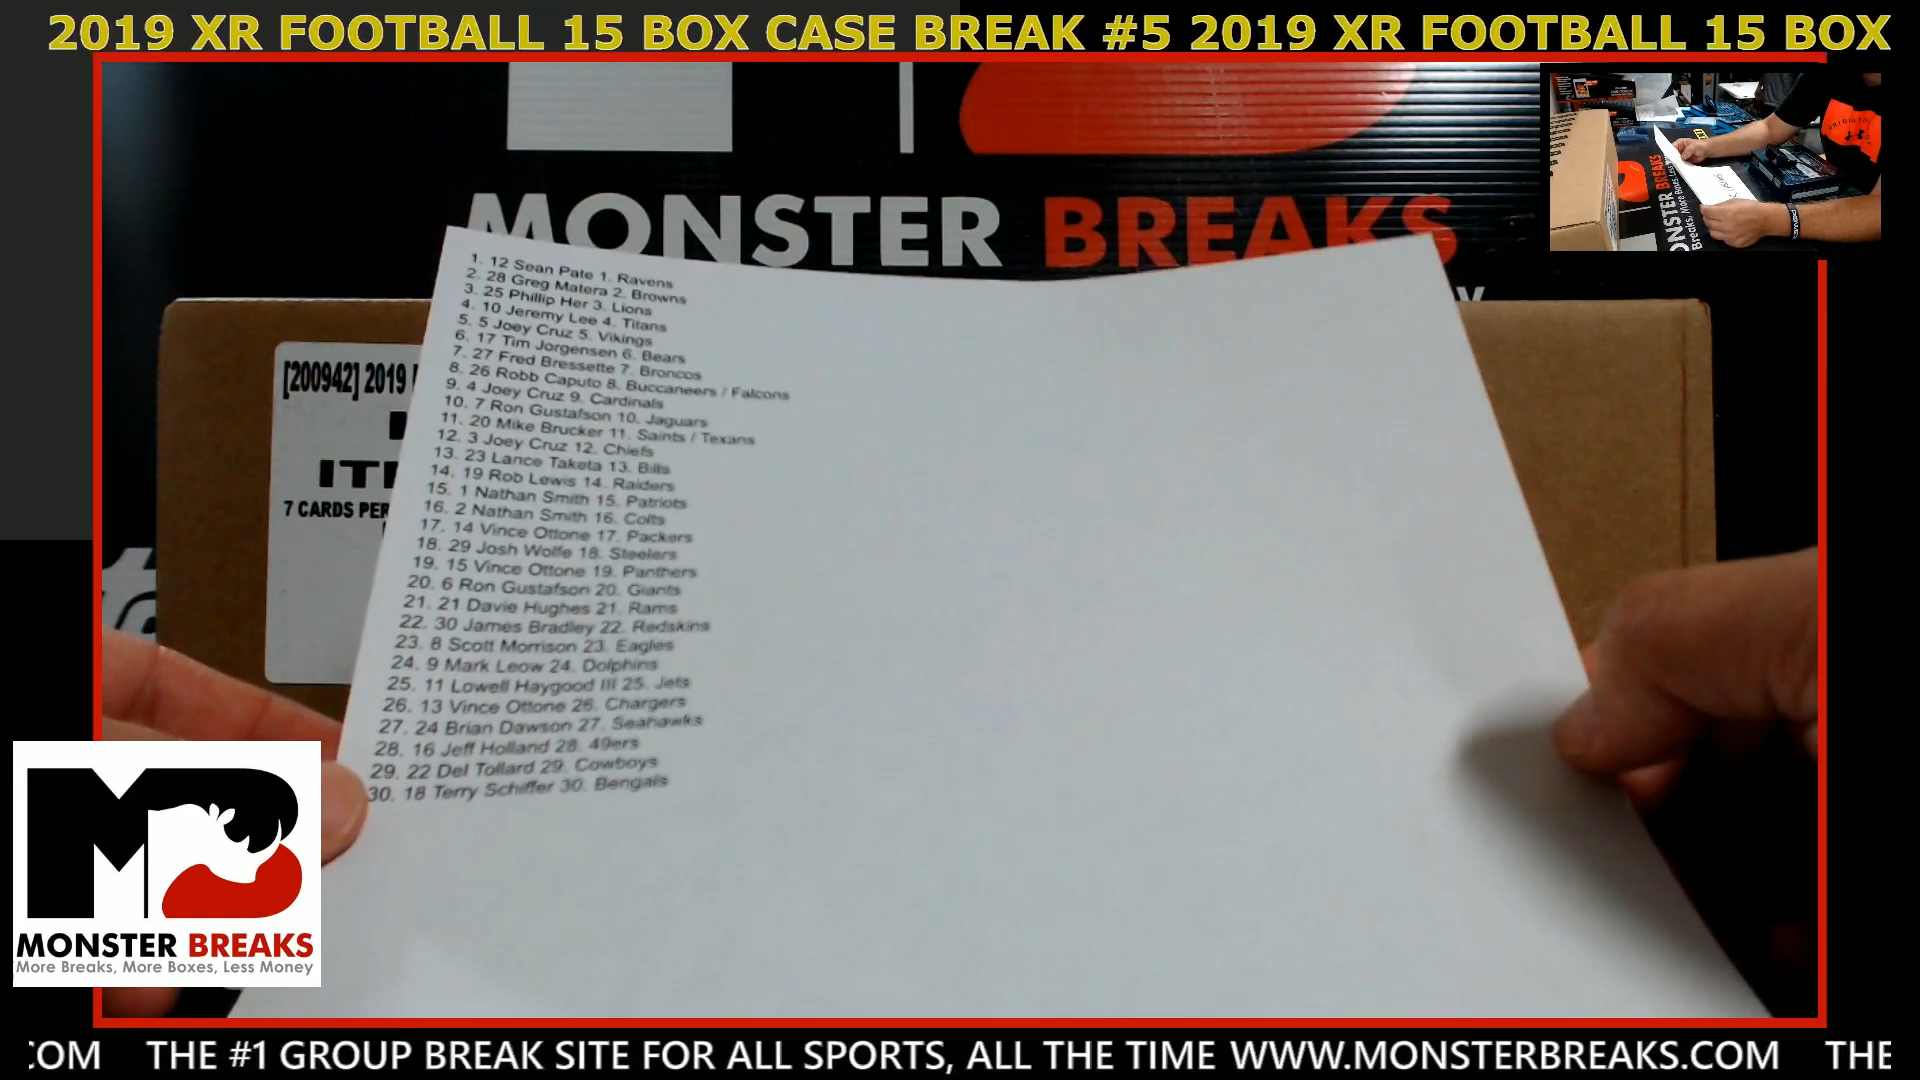 2019 XR FOOTBALL 15 BOX CASE BREAK #5 2019 XR FOOTBALL 15 BOX
MONSTER BREAKS
1. 12 Sean Pate 1. Ravens
2. 28 Greg Matera 2. Browns
3. 25 Phillip Her 3. Lions
4. 10 Jeremy Lee 4. Titans
5. 5 Joey Cruz 5. Vikings
6. 17 Tim Jorgensen 6. Bears
7. 27 Fred Bressette 7. Broncos
8. 26 Robb Caputo 8. Buccaneers / Falcons
9. 4 Joey Cruz 9. Cardinals
10. 7 Ron Gustafson 10. Jaguars
11. 20 Mike Brucker 11. Saints / Texans
12. 3 Joey Cruz 12. Chiefs
13. 23 Lance Taketa 13. Bills
14. 19 Rob Lewis 14. Raiders
15. 1 Nathan Smith 15. Patriots
16. 2 Nathan Smith 16. Colts
17. 14 Vince Ottone 17. Packers
18. 29 Josh Wolfe 18. Steelers
19. 15 Vince Ottone 19. Panthers
20. 6 Ron Gustafson 20. Giants
21. 21 Davie Hughes 21. Rams
22. 30 James Bradley 22. Redskins
23. 8 Scott Morrison 23. Eagles
24. 9 Mark Leow 24. Dolphins
25. 11 Lowell Haygood III 25. Jets
26. 13 Vince Ottone 26. Chargers
27. 24 Brian Dawson 27. Seahawks
28. 16 Jeff Holland 28. 49ers
29. 22 Del Tollard 29. Cowboys
30. 18 Terry Schiffer 30. Bengals
[200942] 2019
7 CARDS PER
MONSTER BREAKS
More Breaks, More Boxes, Less Money
COM THE #1 GROUP BREAK SITE FOR ALL SPORTS, ALL THE TIME WWW.MONSTERBREAKS.COM THE